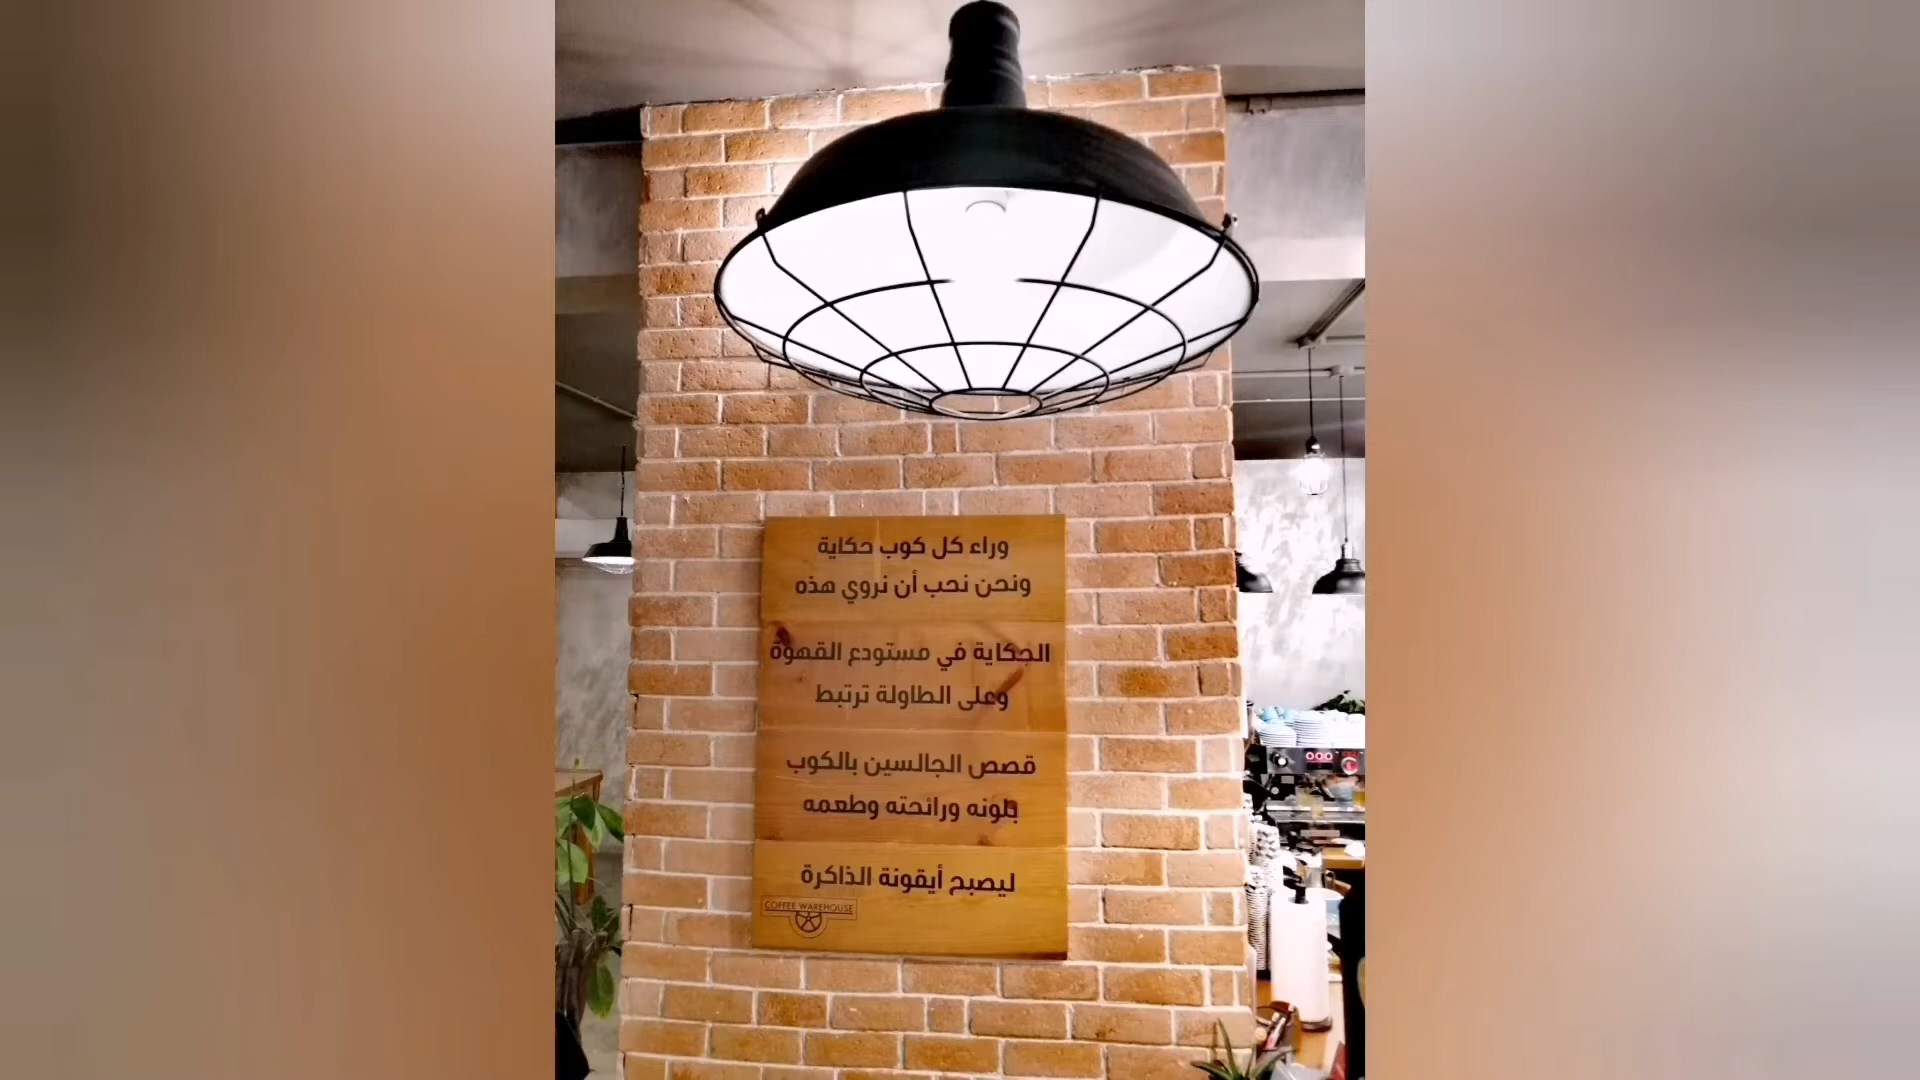 وراء كل كوب حكاية
ونحن نحب أن نروي هذه
الحكاية في مستودع القهوة
وعلى الطاولة ترتبط
قصص الجالسين بالكوب
بلونه ورائحته وطعمه
ليصبح أيقونة الذاكرة
COFFEE WAREHOUSE